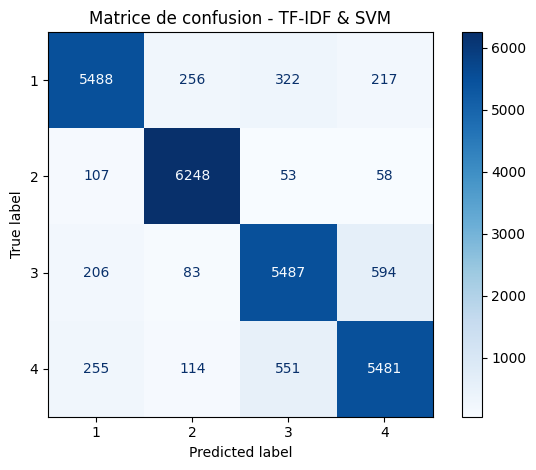 Matrice de confusion - TF-IDF & SVM
True label
1 5488 256 322 217
2 107 6248 53 58
3 206 83 5487 594
4 255 114 551 5481
1 2 3 4
Predicted label
6000
5000
4000
3000
2000
1000